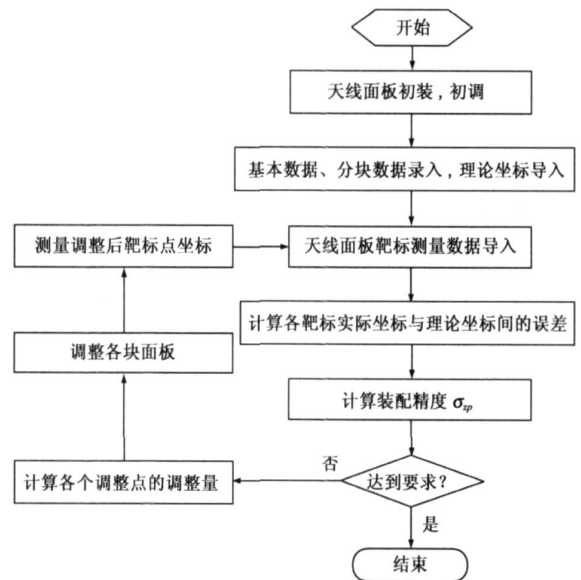 开始
天线面板初装，初调
基本数据、分块数据录入，理论坐标导入
测量调整后靶标点坐标
天线面板靶标测量数据导入
计算各靶标实际坐标与理论坐标间的误差
调整各块面板
计算装配精度 σzp
否
达到要求？
计算各个调整点的调整量
是
结束